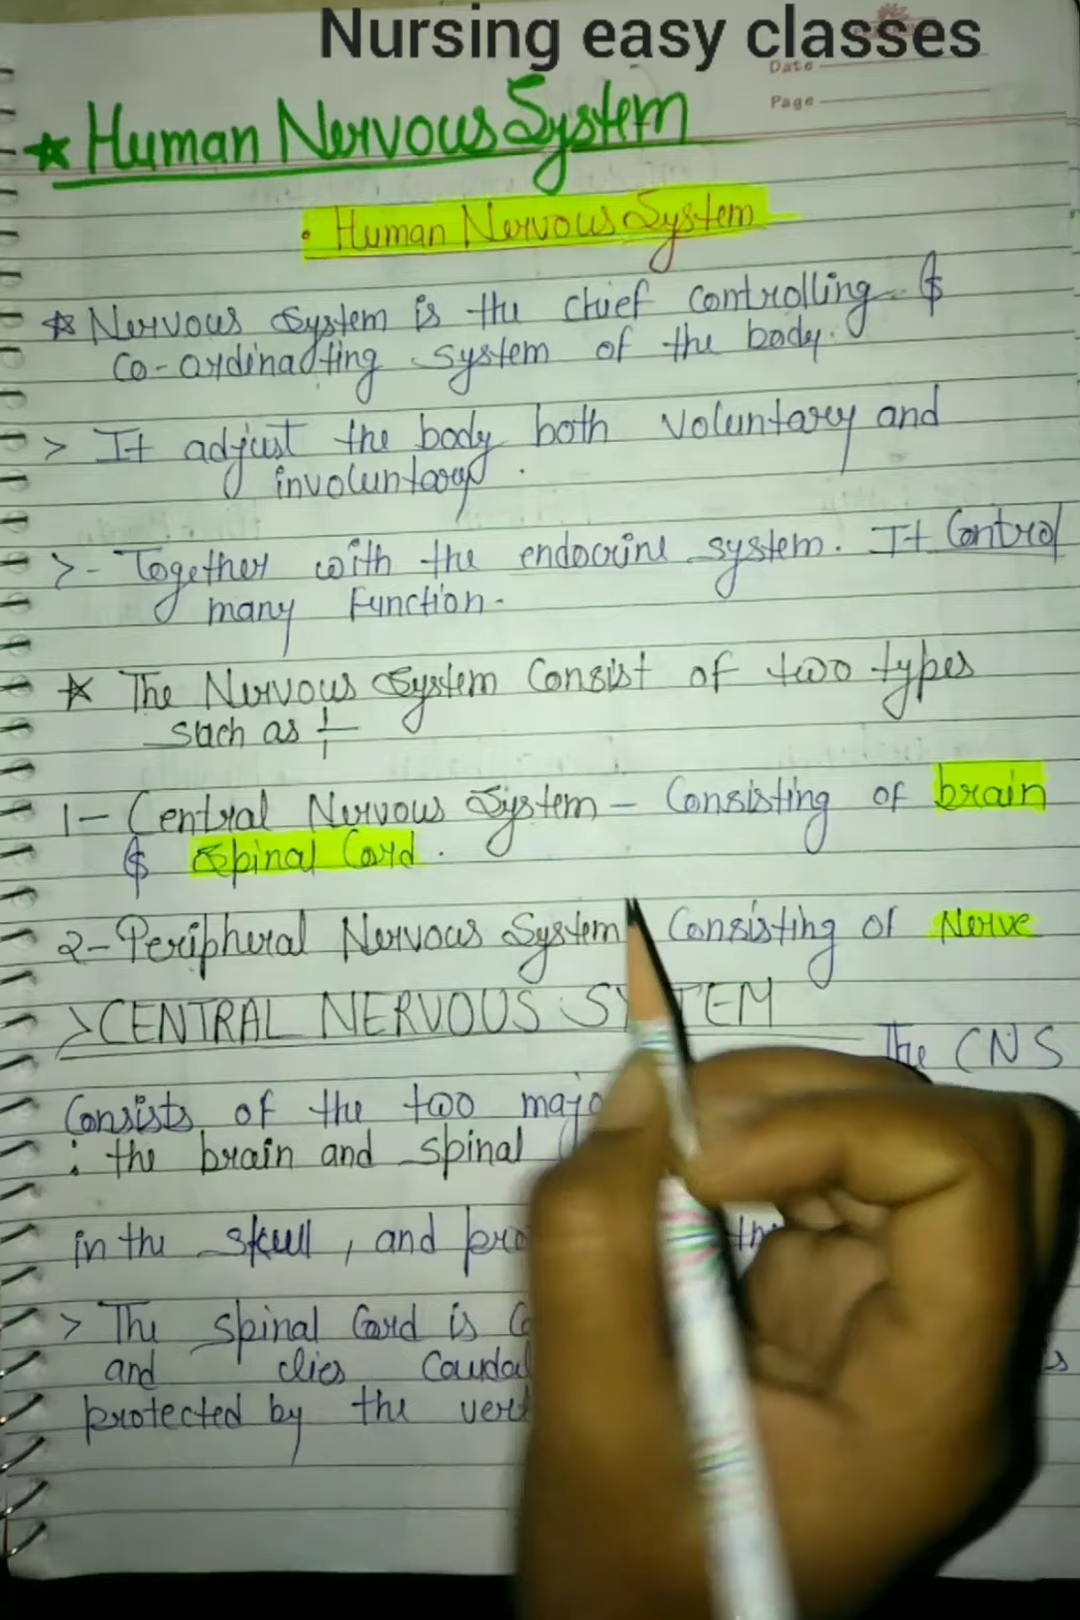 Nursing easy classes
Date
Page
☆ Human Nervous System
· Human Nervous System
☆ Nervous System is the chief controlling &
co-ordinadting system of the body.
> It adjust the body both voluntary and
involuntary.
>- Together with the endocrine system. It Control
many Function.
☆ The Nervous System Consist of two types
such as ÷
1- Central Nervous System - Consisting of brain
& Spinal Cord.
2- Peripheral Nervous System Consisting of Nerve
> CENTRAL NERVOUS SYSTEM
The CNS
Consists of the two
: the brain and spinal
in the skull, and
> The spinal Cord is
and clies
protected by the